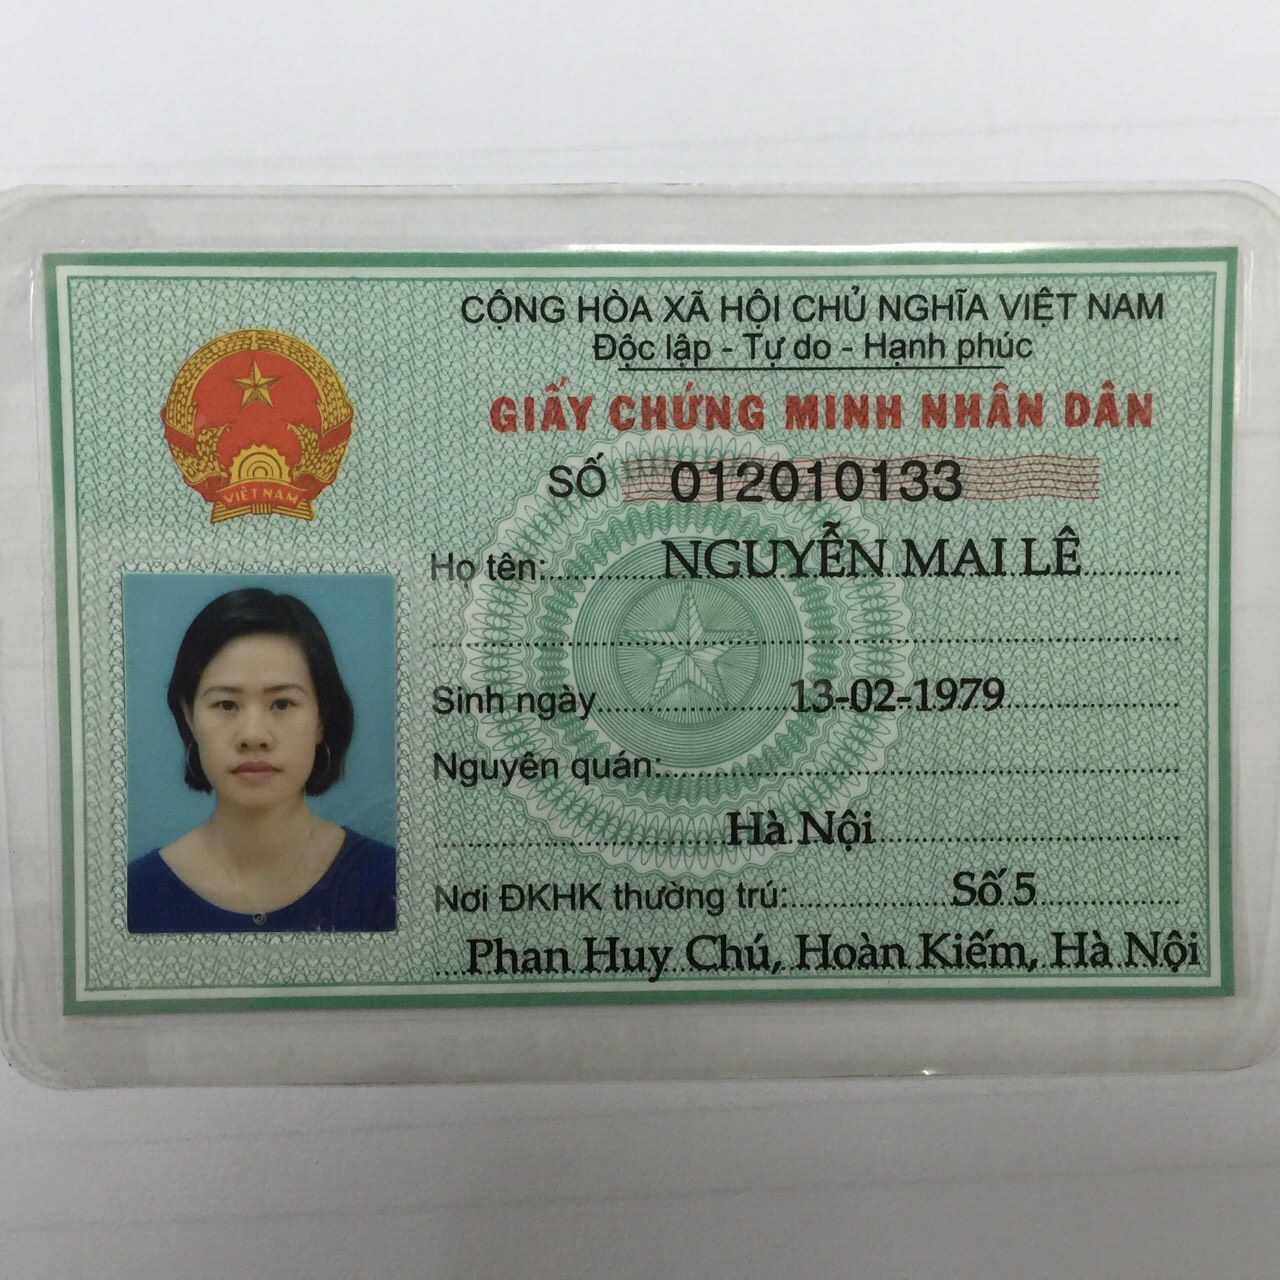 CỘNG HÒA XÃ HỘI CHỦ NGHĨA VIỆT NAM
Độc lập - Tự do - Hạnh phúc
GIẤY CHỨNG MINH NHÂN DÂN
SỐ 012010133
VIỆT NAM
Họ tên: NGUYỄN MAI LÊ
Sinh ngày 13-02-1979
Nguyên quán:
Hà Nội
Nơi ĐKHK thường trú: Số 5
Phan Huy Chú, Hoàn Kiếm, Hà Nội